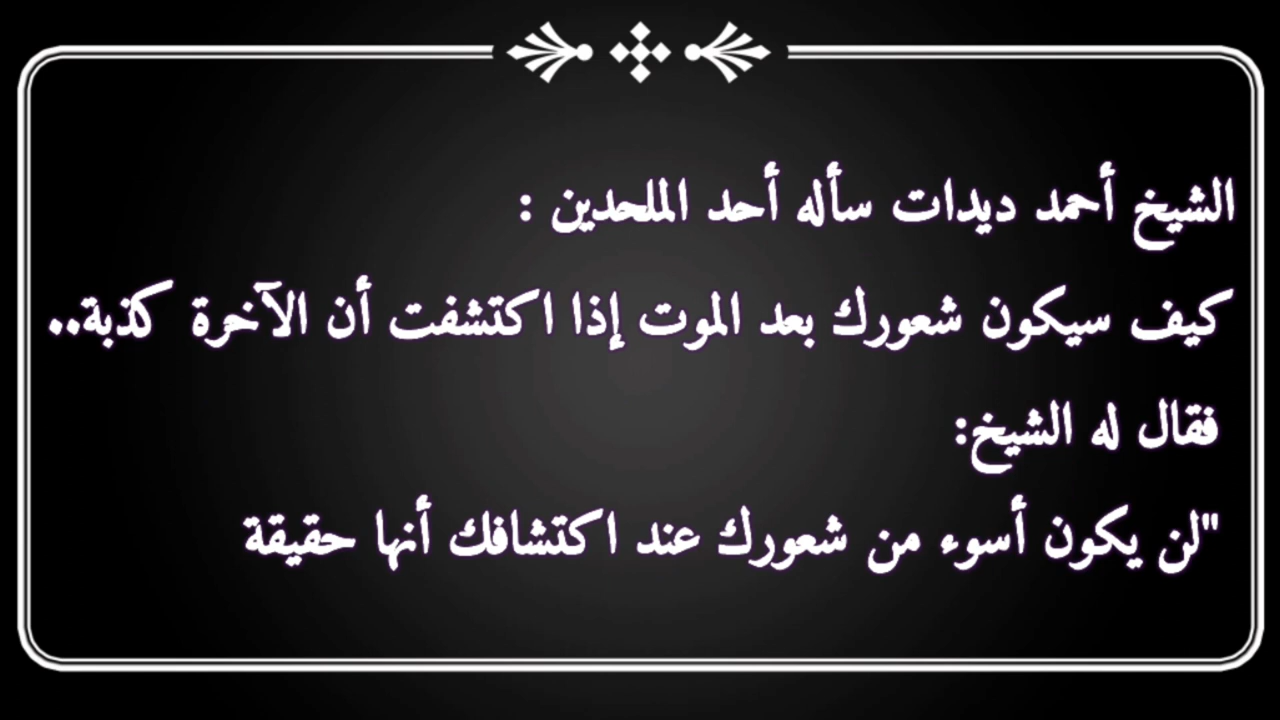 الشيخ أحمد ديدات سأله أحد الملحدين :
كيف سيكون شعورك بعد الموت إذا اكتشفت أن الآخرة كذبة..
فقال له الشيخ:
"لن يكون أسوء من شعورك عند اكتشافك أنها حقيقة